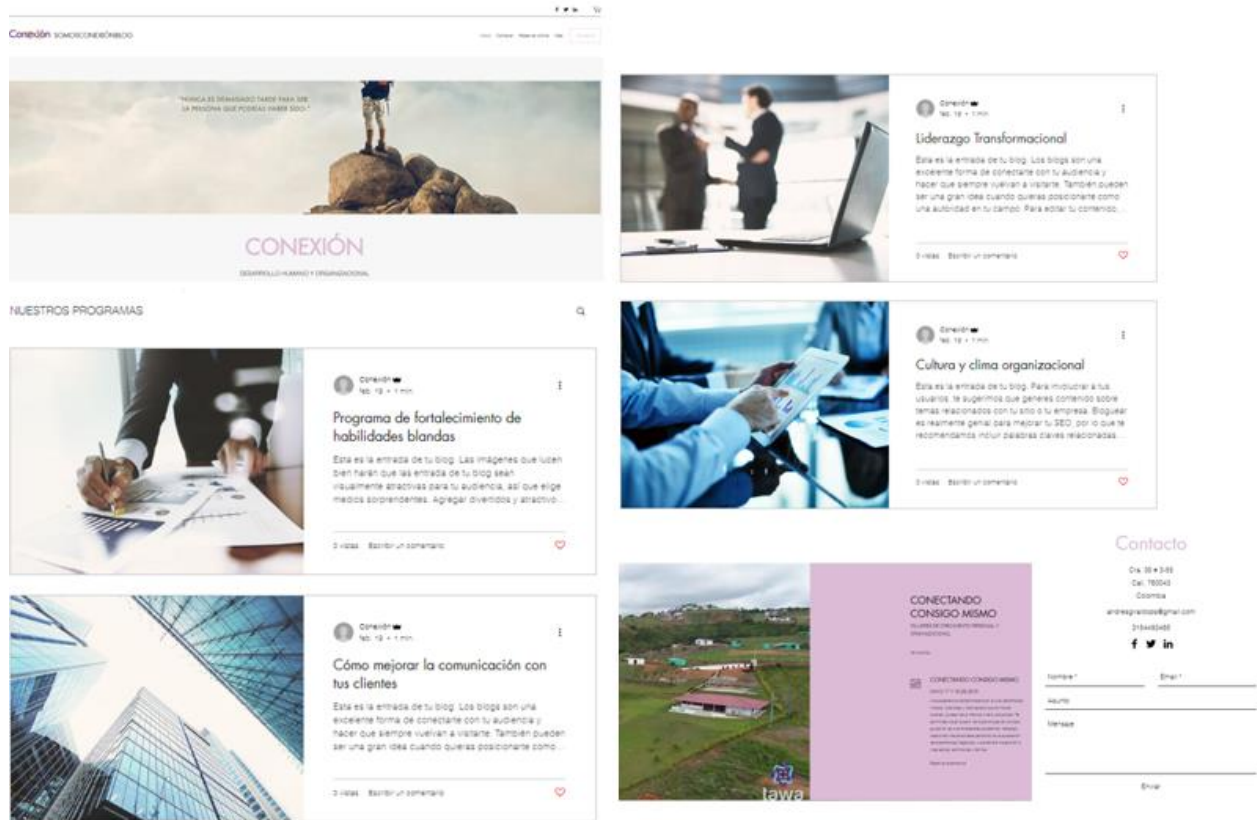 Conexión SOMOSCONEXIÓNBLOG
"NUNCA ES DEMASIADO TARDE PARA SER
LA PERSONA QUE PODRÍAS HABER SIDO."
CONEXIÓN
DESARROLLO HUMANO Y ORGANIZACIONAL
NUESTROS PROGRAMAS
Conexión
feb. 19 • 1 min
Programa de fortalecimiento de
habilidades blandas
Esta es la entrada de tu blog. Las imágenes que lucen
bien harán que las entrada de tu blog sean
visualmente atractivas para tu audiencia, así que elige
medios sorprendentes. Agregar divertidos y atractivo...
0 vistas Escribir un comentario
Conexión
feb. 19 • 1 min
Cómo mejorar la comunicación con
tus clientes
Esta es la entrada de tu blog. Los blogs son una
excelente forma de conectarte con tu audiencia y
hacer que siempre vuelvan a visitarte. También pueden
ser una gran idea cuando quieras posicionarte como...
0 vistas Escribir un comentario
Conexión
feb. 19 • 1 min
Liderazgo Transformacional
Esta es la entrada de tu blog. Los blogs son una
excelente forma de conectarte con tu audiencia y
hacer que siempre vuelvan a visitarte. También pueden
ser una gran idea cuando quieras posicionarte como
una autoridad en tu campo. Para editar tu contenido,...
0 vistas Escribir un comentario
Conexión
feb. 19 • 1 min
Cultura y clima organizacional
Esta es la entrada de tu blog. Para involucrar a tus
usuarios, te sugerimos que generes contenido sobre
temas relacionados con tu sitio o tu empresa. Bloguear
es realmente genial para mejorar tu SEO, por lo que te
recomendamos incluir palabras claves relacionadas...
0 vistas Escribir un comentario
tawa
CONECTANDO
CONSIGO MISMO
TALLERES DE CRECIMIENTO PERSONAL Y
ORGANIZACIONAL
CONECTANDO CONSIGO MISMO
Contacto
Cali, 760043
Colombia
Nombre *
Email *
Asunto
Mensaje
Enviar